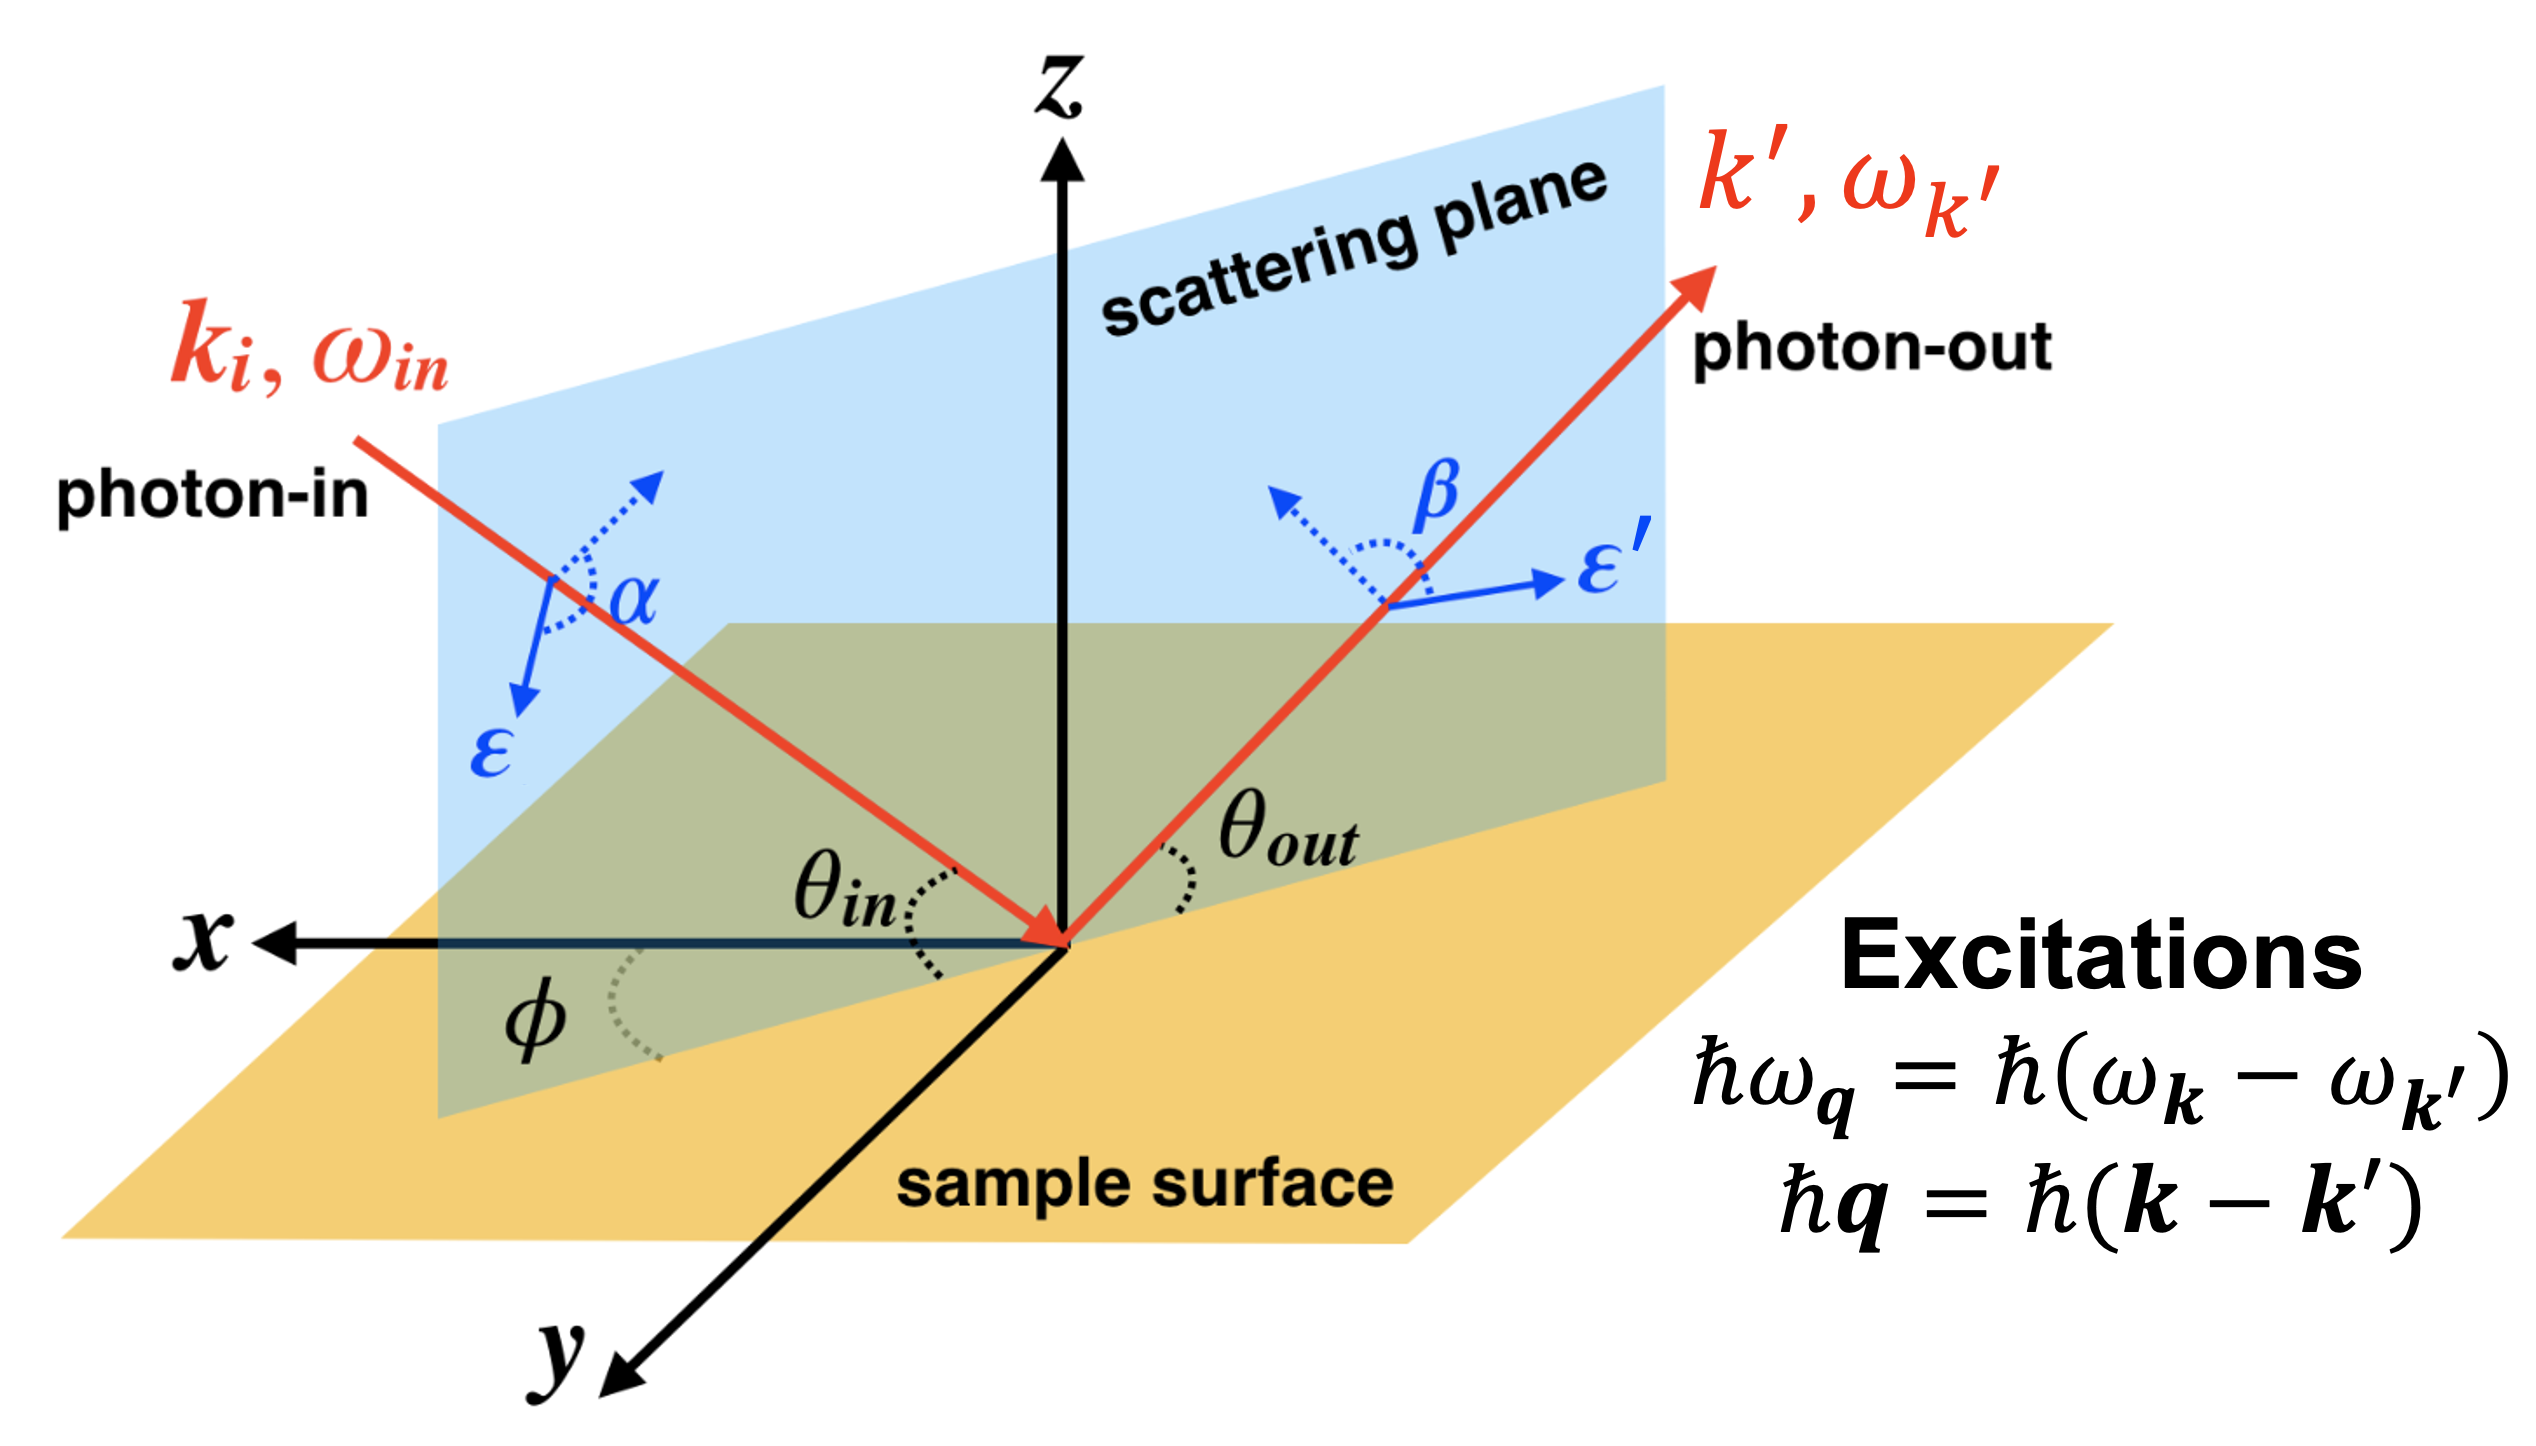 z
scattering plane
k′, ω_k′
photon-out
k_i, ω_in
photon-in
α
ε
β
ε′
θ_in
θ_out
x
ϕ
y
sample surface
Excitations
ℏω_q = ℏ(ω_k − ω_k′)
ℏq = ℏ(k − k′)